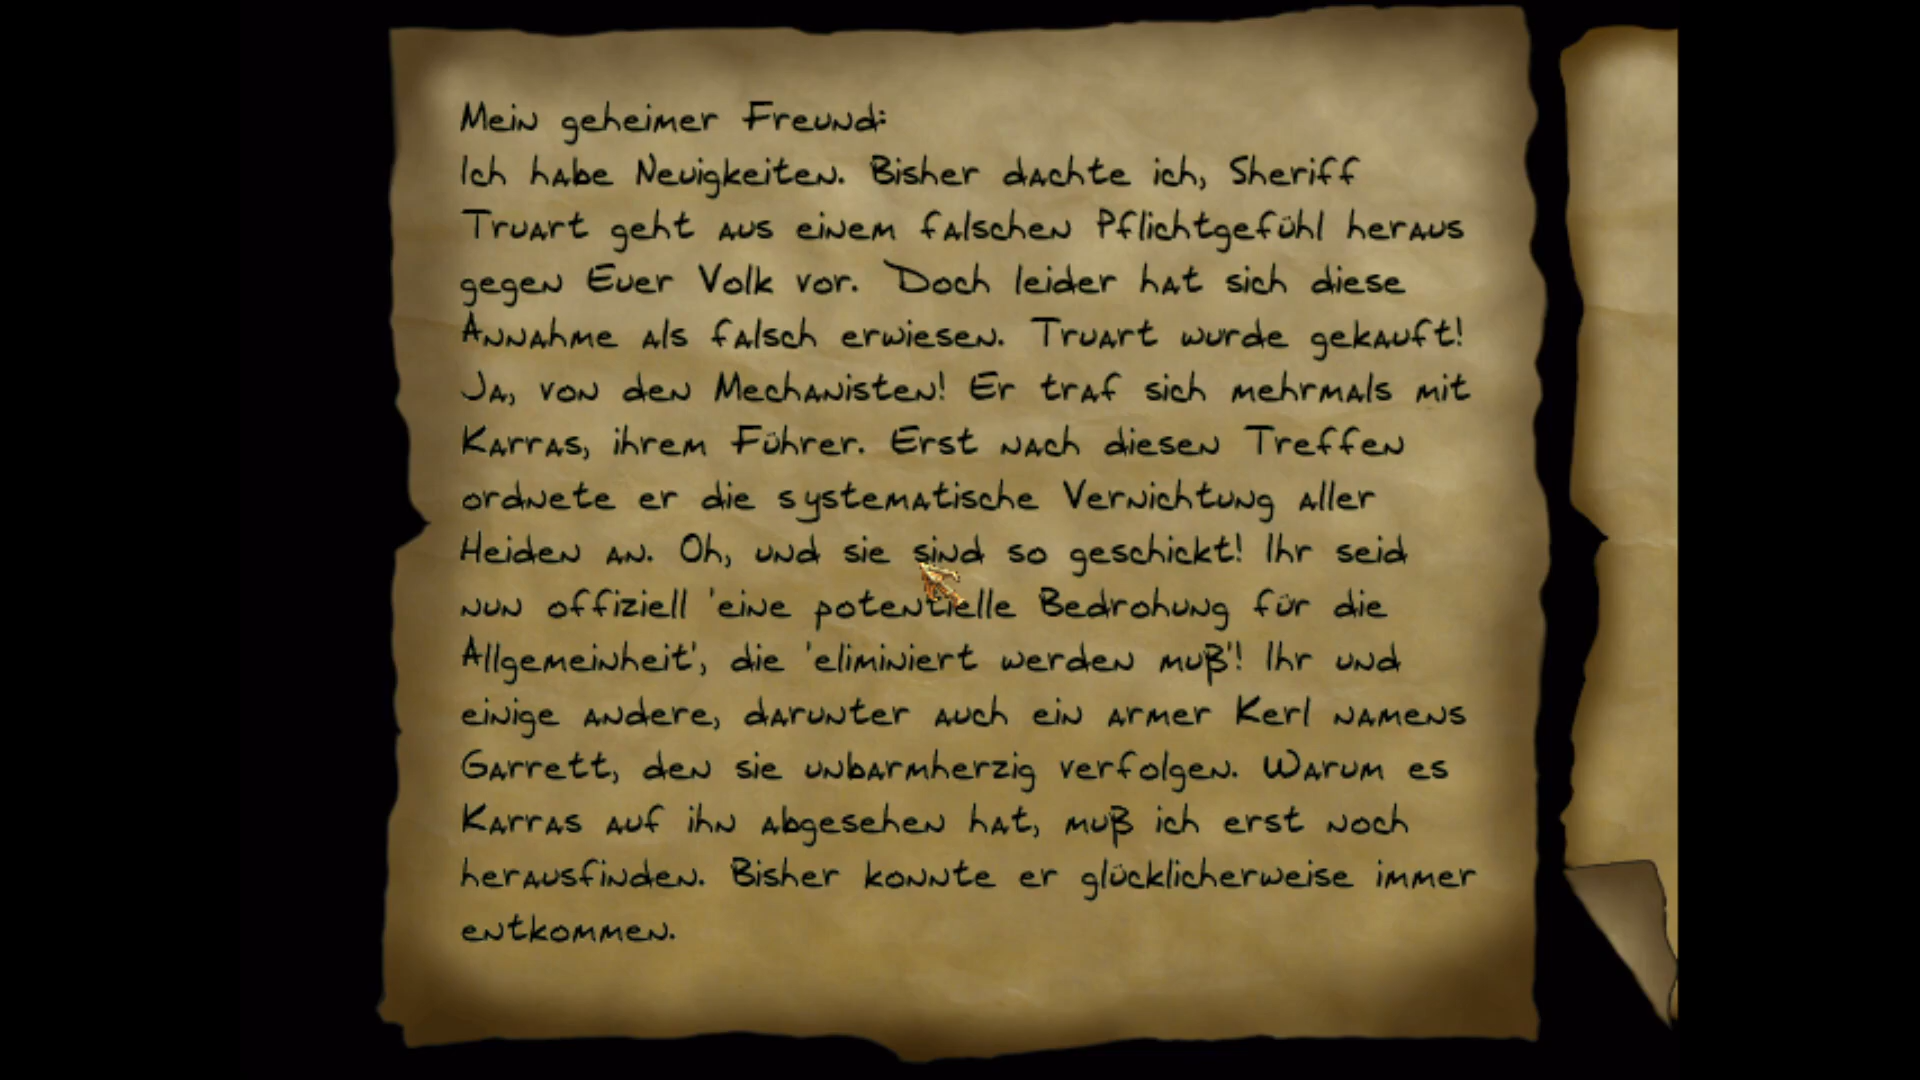 Mein geheimer Freund:
Ich habe Neuigkeiten. Bisher dachte ich, Sheriff
Truart geht aus einem falschen Pflichtgefühl heraus
gegen Euer Volk vor. Doch leider hat sich diese
Annahme als falsch erwiesen. Truart wurde gekauft!
Ja, von den Mechanisten! Er traf sich mehrmals mit
Karras, ihrem Führer. Erst nach diesen Treffen
ordnete er die systematische Vernichtung aller
Heiden an. Oh, und sie sind so geschickt! Ihr seid
nun offiziell 'eine potentielle Bedrohung für die
Allgemeinheit', die 'eliminiert werden muß'! Ihr und
einige andere, darunter auch ein armer Kerl namens
Garrett, den sie unbarmherzig verfolgen. Warum es
Karras auf ihn abgesehen hat, muß ich erst noch
herausfinden. Bisher konnte er glücklicherweise immer
entkommen.